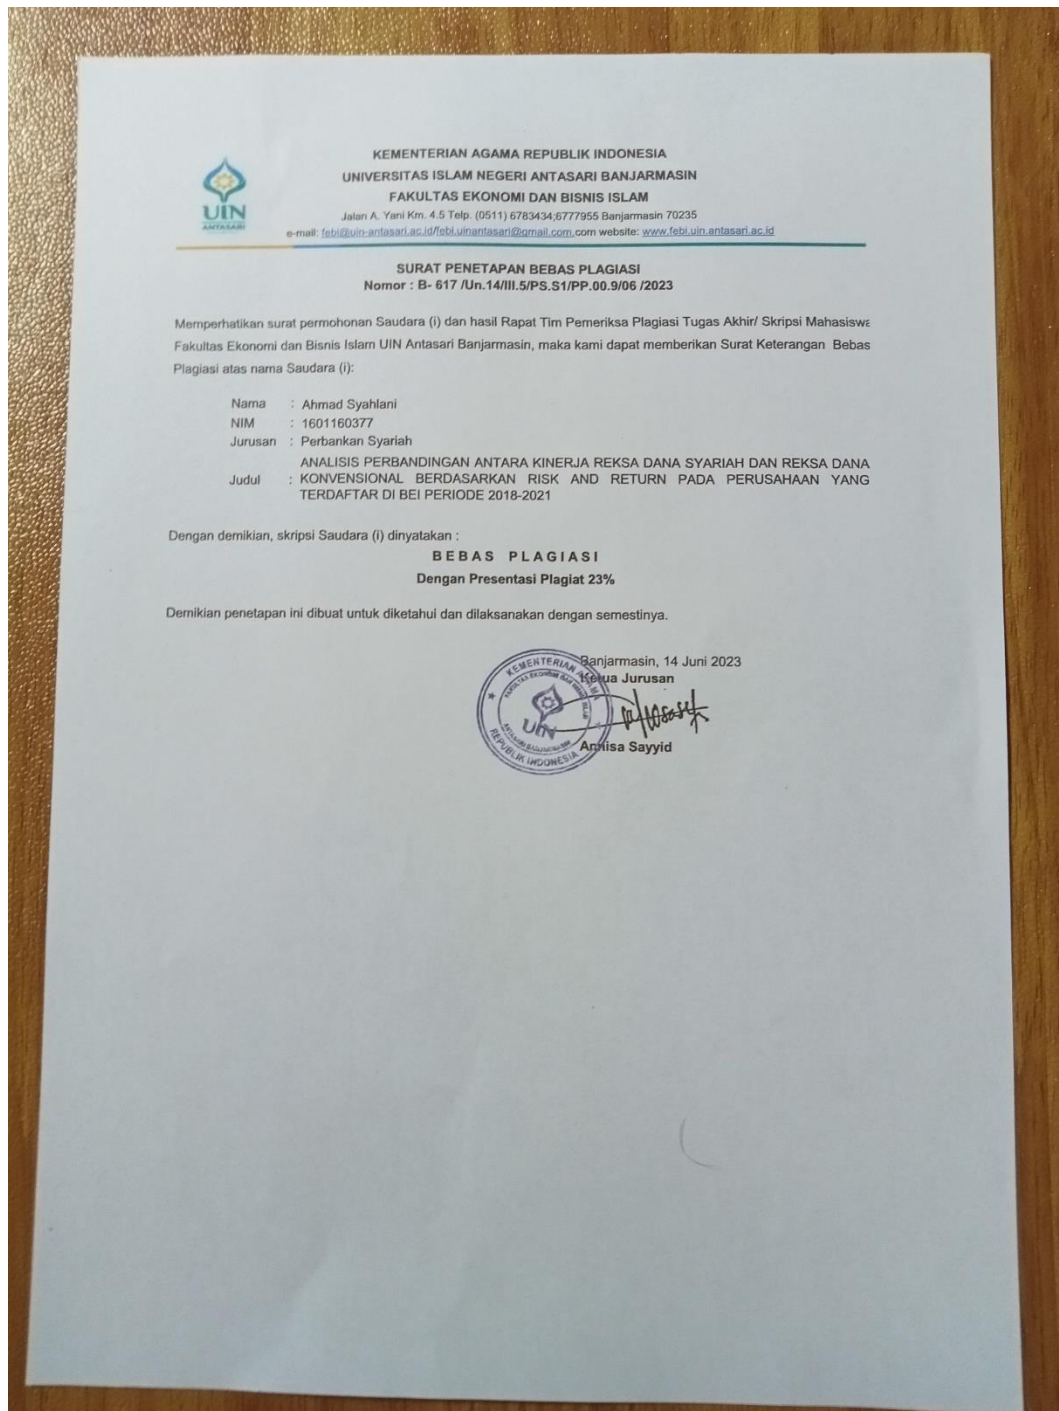 KEMENTERIAN AGAMA REPUBLIK INDONESIA
UNIVERSITAS ISLAM NEGERI ANTASARI BANJARMASIN
FAKULTAS EKONOMI DAN BISNIS ISLAM
Jalan A. Yani Km. 4.5 Telp. (0511) 6783434;6777955 Banjarmasin 70235
e-mail: febi@uin-antasari.ac.id/febi.uinantasari@gmail.com,com website: www.febi.uin.antasari.ac.id
UIN
ANTASARI
SURAT PENETAPAN BEBAS PLAGIASI
Nomor : B- 617 /Un.14/III.5/PS.S1/PP.00.9/06 /2023
Memperhatikan surat permohonan Saudara (i) dan hasil Rapat Tim Pemeriksa Plagiasi Tugas Akhir/ Skripsi Mahasiswa
Fakultas Ekonomi dan Bisnis Islam UIN Antasari Banjarmasin, maka kami dapat memberikan Surat Keterangan Bebas
Plagiasi atas nama Saudara (i):
Nama : Ahmad Syahlani
NIM : 1601160377
Jurusan : Perbankan Syariah
ANALISIS PERBANDINGAN ANTARA KINERJA REKSA DANA SYARIAH DAN REKSA DANA
Judul : KONVENSIONAL BERDASARKAN RISK AND RETURN PADA PERUSAHAAN YANG
TERDAFTAR DI BEI PERIODE 2018-2021
Dengan demikian, skripsi Saudara (i) dinyatakan :
BEBAS PLAGIASI
Dengan Presentasi Plagiat 23%
Demikian penetapan ini dibuat untuk diketahui dan dilaksanakan dengan semestinya.
Banjarmasin, 14 Juni 2023
Ketua Jurusan
Annisa Sayyid
KEMENTERIAN AGAMA
REPUBLIK INDONESIA
FAKULTAS EKONOMI DAN BISNIS ISLAM
UIN
ANTASARI BANJARMASIN